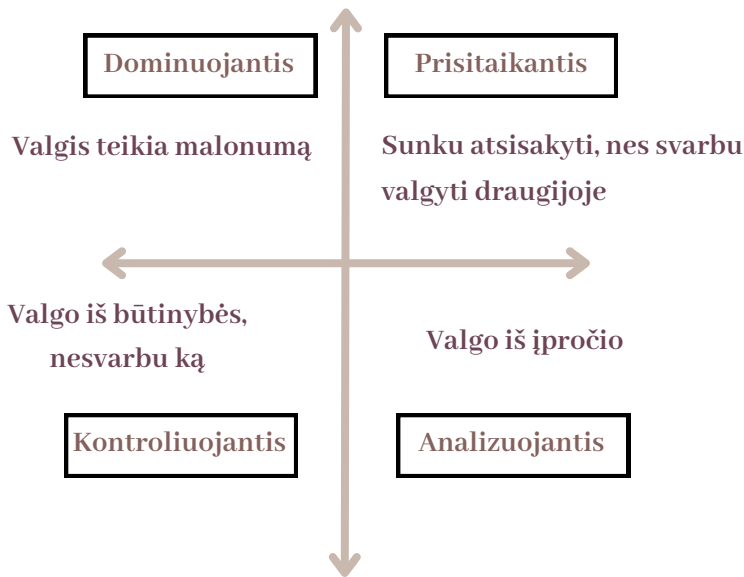 Dominuojantis
Prisitaikantis
Valgis teikia malonumą
Sunku atsisakyti, nes svarbu
valgyti draugijoje
Valgo iš būtinybės,
nesvarbu ką
Valgo iš įpročio
Kontroliuojantis
Analizuojantis